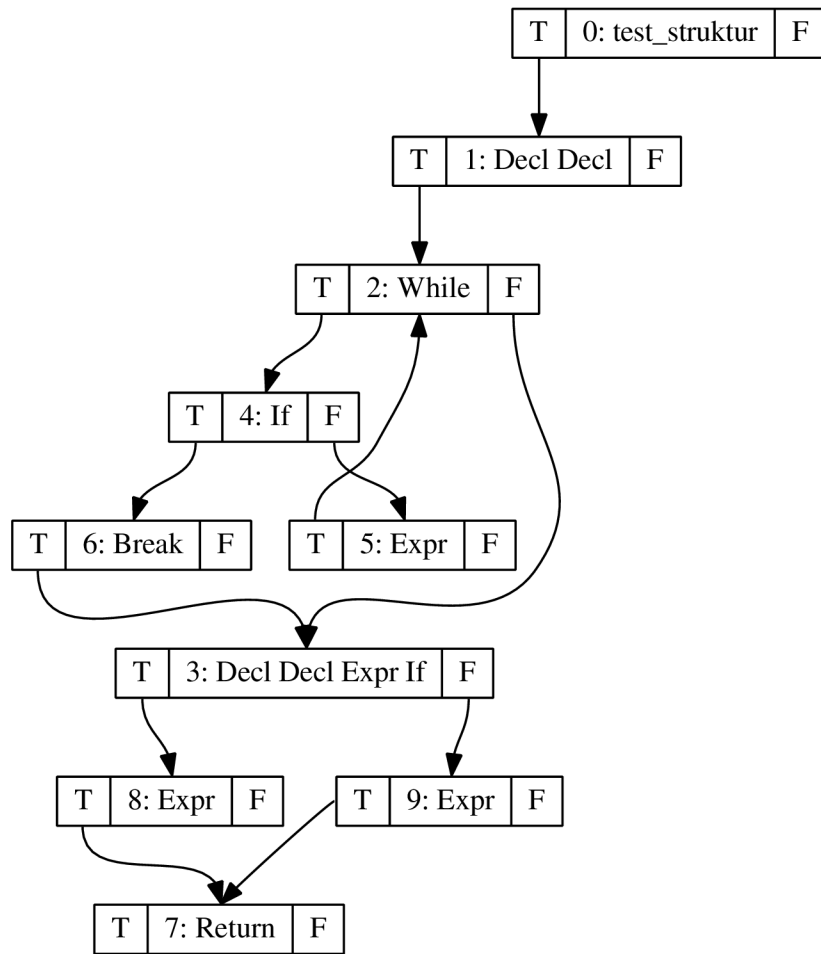 T 0: test_struktur F
T 1: Decl Decl F
T 2: While F
T 4: If F
T 6: Break F
T 5: Expr F
T 3: Decl Decl Expr If F
T 8: Expr F
T 9: Expr F
T 7: Return F